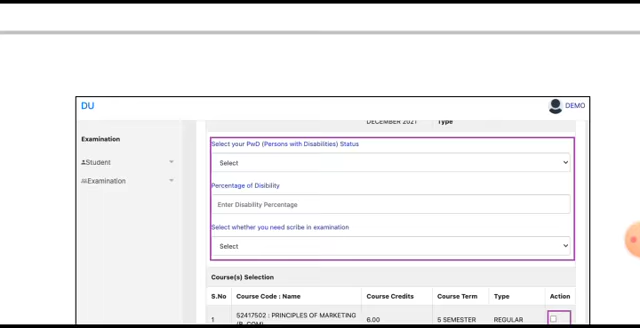 DU
DEMO
DECEMBER 2021 Type
Examination
Select your PwD (Persons with Disabilities) Status
Student
Select
Examination
Percentage of Disibility
Enter Disability Percentage
Select whether you need scribe in examination
Select
Course(s) Selection
S.No Course Code : Name Course Credits Course Term Type Action
1 52417502 : PRINCIPLES OF MARKETING 6.00 5 SEMESTER REGULAR
(B. COM)